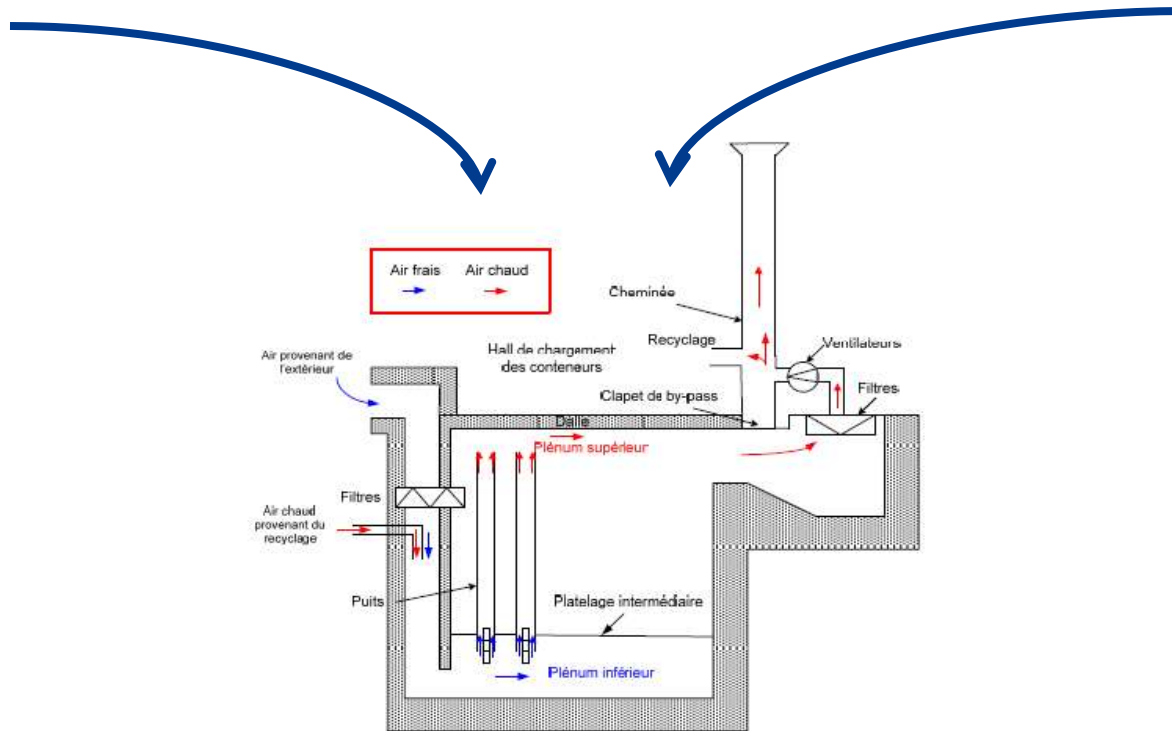 Air frais
Air chaud
Cheminée
Recyclage
Ventilateurs
Hall de chargement
des conteneurs
Air provenant de
l'extérieur
Clapet de by-pass
Filtres
Dalle
Plénum supérieur
Filtres
Air chaud
provenant du
recyclage
Puits
Platelage intermédiaire
Plénum inférieur